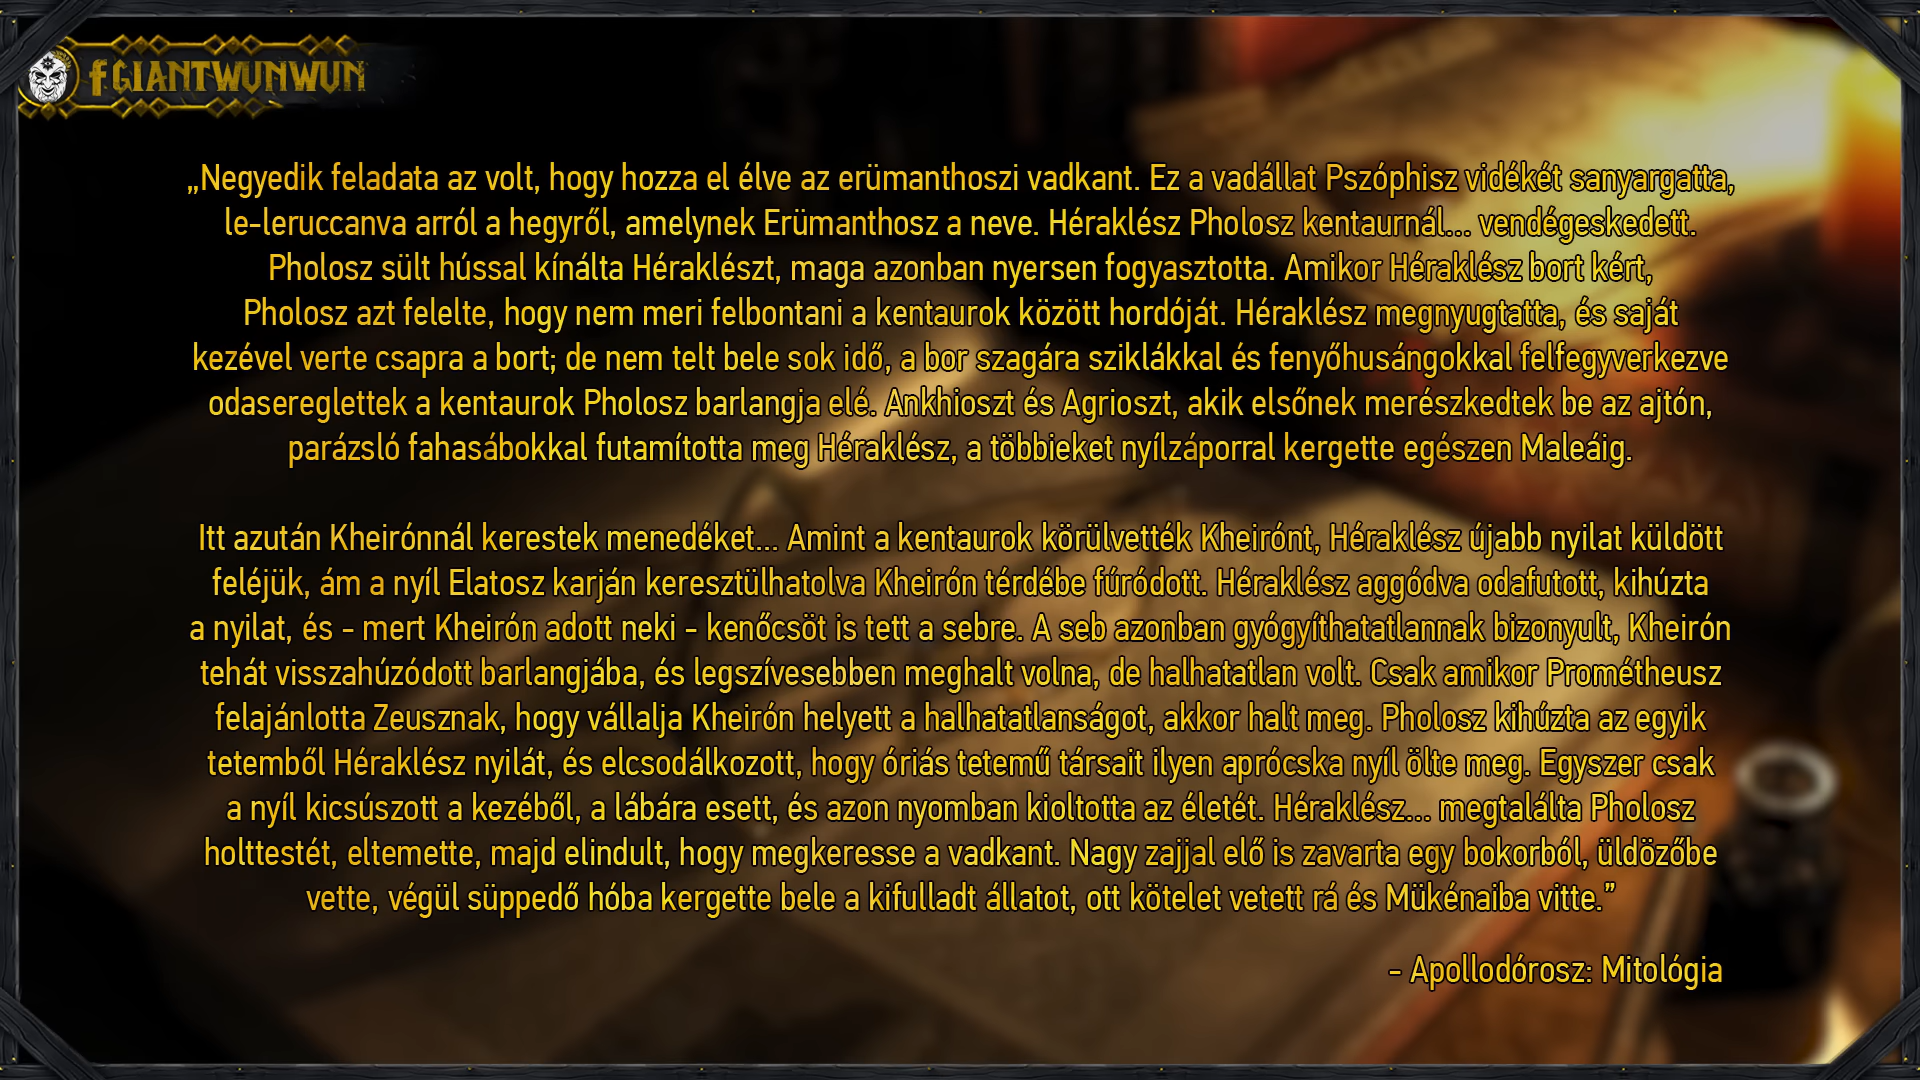 FGIANTWUNWUN
„Negyedik feladata az volt, hogy hozza el élve az erümanthoszi vadkant. Ez a vadállat Pszóphisz vidékét sanyargatta,
le-leruccanva arról a hegyről, amelynek Erümanthosz a neve. Héraklész Pholosz kentaurnál... vendégeskedett.
Pholosz sült hússal kínálta Héraklészt, maga azonban nyersen fogyasztotta. Amikor Héraklész bort kért,
Pholosz azt felelte, hogy nem meri felbontani a kentaurok között hordóját. Héraklész megnyugtatta, és saját
kezével verte csapra a bort; de nem telt bele sok idő, a bor szagára sziklákkal és fenyőhusángokkal felfegyverkezve
odasereglettek a kentaurok Pholosz barlangja elé. Ankhioszt és Agrioszt, akik elsőnek merészkedtek be az ajtón,
parázsló fahasábokkal futamította meg Héraklész, a többieket nyílzáporral kergette egészen Maleáig.
Itt azután Kheirónnál kerestek menedéket... Amint a kentaurok körülvették Kheirónt, Héraklész újabb nyilat küldött
feléjük, ám a nyíl Elatosz karján keresztülhatolva Kheirón térdébe fúródott. Héraklész aggódva odafutott, kihúzta
a nyilat, és - mert Kheirón adott neki - kenőcsöt is tett a sebre. A seb azonban gyógyíthatatlannak bizonyult, Kheirón
tehát visszahúzódott barlangjába, és legszívesebben meghalt volna, de halhatatlan volt. Csak amikor Prométheusz
felajánlotta Zeusznak, hogy vállalja Kheirón helyett a halhatatlanságot, akkor halt meg. Pholosz kihúzta az egyik
tetemből Héraklész nyilát, és elcsodálkozott, hogy óriás tetemű társait ilyen aprócska nyíl ölte meg. Egyszer csak
a nyíl kicsúszott a kezéből, a lábára esett, és azon nyomban kioltotta az életét. Héraklész... megtalálta Pholosz
holttestét, eltemette, majd elindult, hogy megkeresse a vadkant. Nagy zajjal elő is zavarta egy bokorból, üldözőbe
vette, végül süppedő hóba kergette bele a kifulladt állatot, ott kötelet vetett rá és Mükénaiba vitte.”
- Apollodórosz: Mitológia